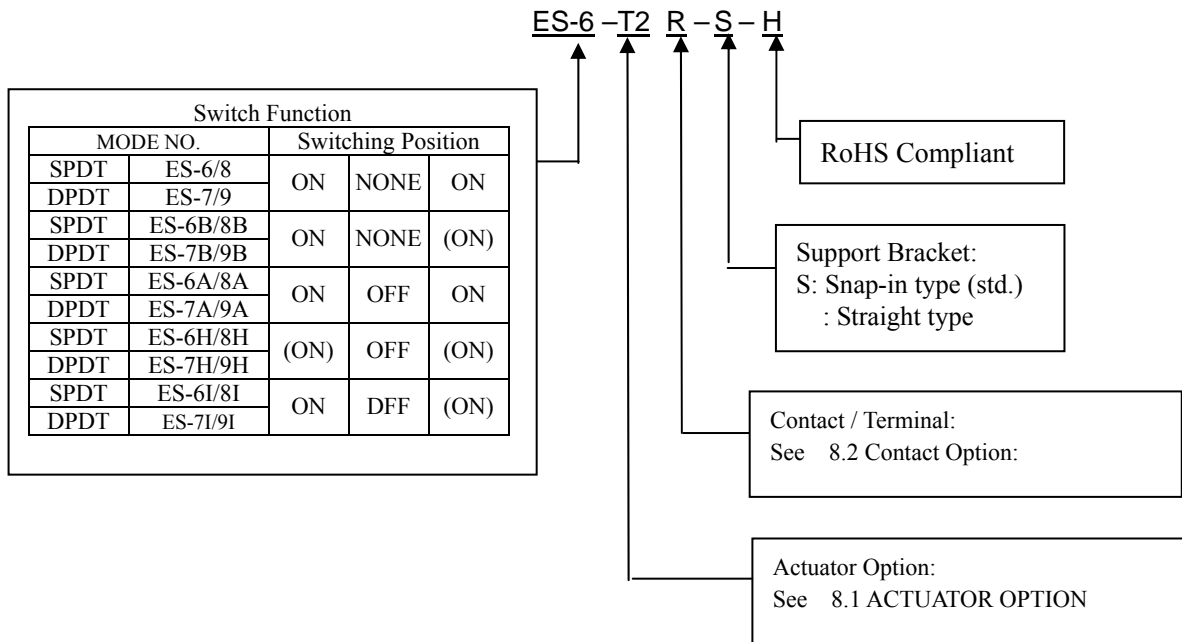 ES-6 – T2 R – S – H
Switch Function
MODE NO. Switching Position
SPDT ES-6/8 ON NONE ON
DPDT ES-7/9
SPDT ES-6B/8B ON NONE (ON)
DPDT ES-7B/9B
SPDT ES-6A/8A ON OFF ON
DPDT ES-7A/9A
SPDT ES-6H/8H (ON) OFF (ON)
DPDT ES-7H/9H
SPDT ES-6I/8I ON DFF (ON)
DPDT ES-7I/9I
RoHS Compliant
Support Bracket:
S: Snap-in type (std.)
: Straight type
Contact / Terminal:
See 8.2 Contact Option:
Actuator Option:
See 8.1 ACTUATOR OPTION